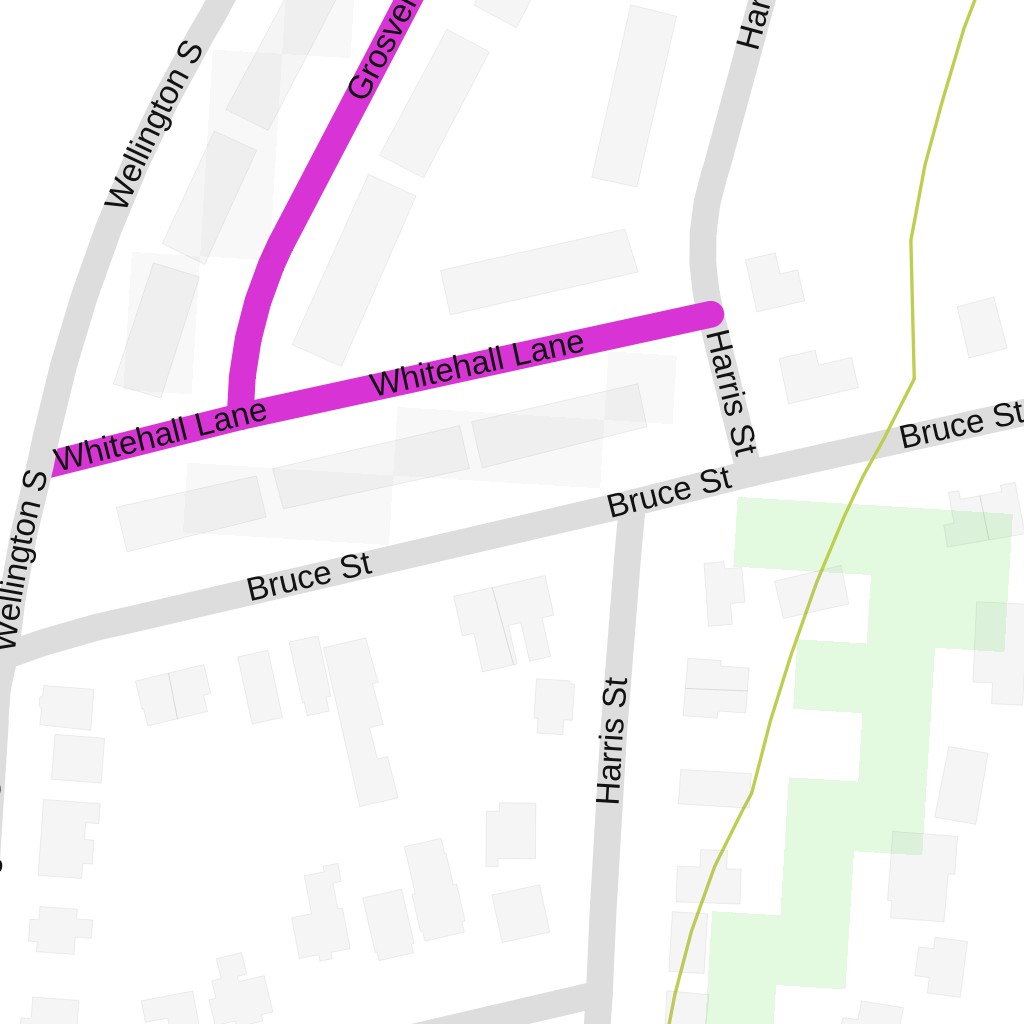 Wellington S
Grosven
Har
Whitehall Lane
Whitehall Lane
Harris St
Bruce St
Bruce St
Bruce St
Wellington S
Harris St